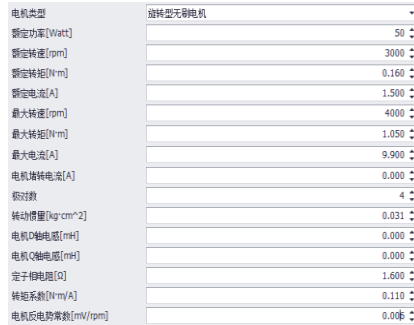 电机类型 旋转型无刷电机
额定功率[Watt] 50
额定转速[rpm] 3000
额定转矩[N·m] 0.160
额定电流[A] 1.500
最大转速[rpm] 4000
最大转矩[N·m] 1.050
最大电流[A] 9.900
电机堵转电流[A] 0.000
极对数 4
转动惯量[kg·cm^2] 0.031
电机D轴电感[mH] 0.000
电机Q轴电感[mH] 0.000
定子相电阻[Ω] 1.600
转矩系数[N·m/A] 0.110
电机反电势常数[mV/rpm] 0.006